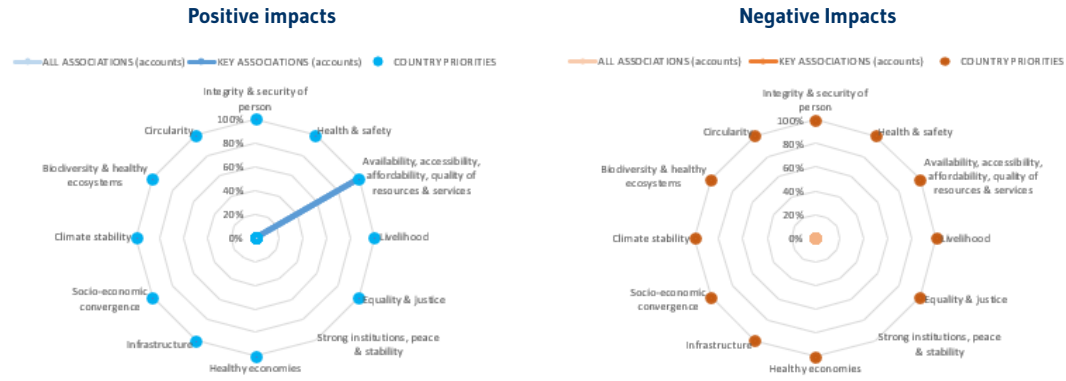 Positive impacts
ALL ASSOCIATIONS (accounts)
KEY ASSOCIATIONS (accounts)
COUNTRY PRIORITIES
Integrity & security of
person
100%
80%
60%
40%
20%
0%
Health & safety
Availability, accessibility,
affordability, quality of
resources & services
Livelihood
Equality & justice
Strong institutions, peace
& stability
Healthy economies
Infrastructure
Socio-economic
convergence
Climate stability
Biodiversity & healthy
ecosystems
Circularity
Negative Impacts
ALL ASSOCIATIONS (accounts)
KEY ASSOCIATIONS (accounts)
COUNTRY PRIORITIES
Integrity & security of
person
100%
80%
60%
40%
20%
0%
Health & safety
Availability, accessibility,
affordability, quality of
resources & services
Livelihood
Equality & justice
Strong institutions, peace
& stability
Healthy economies
Infrastructure
Socio-economic
convergence
Climate stability
Biodiversity & healthy
ecosystems
Circularity